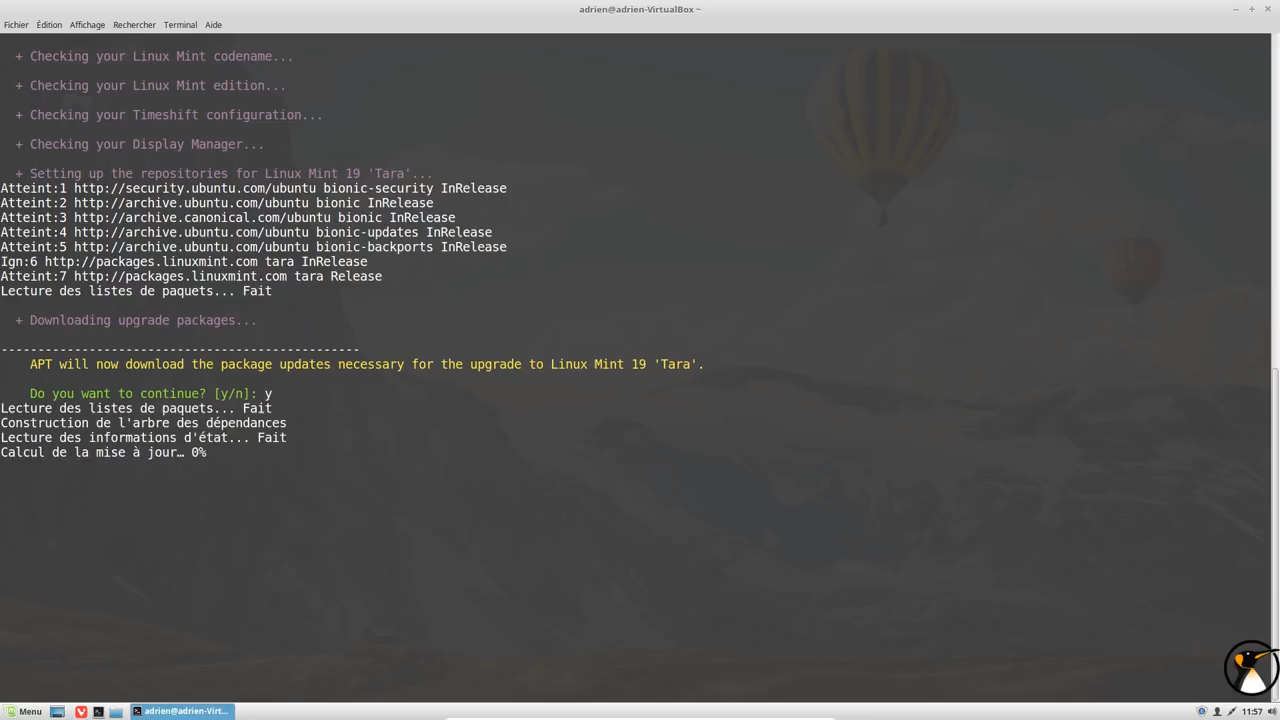 adrien@adrien-VirtualBox ~
Fichier Édition Affichage Rechercher Terminal Aide
+ Checking your Linux Mint codename...
+ Checking your Linux Mint edition...
+ Checking your Timeshift configuration...
+ Checking your Display Manager...
+ Setting up the repositories for Linux Mint 19 'Tara'...
Atteint:1 http://security.ubuntu.com/ubuntu bionic-security InRelease
Atteint:2 http://archive.ubuntu.com/ubuntu bionic InRelease
Atteint:3 http://archive.canonical.com/ubuntu bionic InRelease
Atteint:4 http://archive.ubuntu.com/ubuntu bionic-updates InRelease
Atteint:5 http://archive.ubuntu.com/ubuntu bionic-backports InRelease
Ign:6 http://packages.linuxmint.com tara InRelease
Atteint:7 http://packages.linuxmint.com tara Release
Lecture des listes de paquets... Fait
+ Downloading upgrade packages...
-------------------------------------------------
APT will now download the package updates necessary for the upgrade to Linux Mint 19 'Tara'.
Do you want to continue? [y/n]: y
Lecture des listes de paquets... Fait
Construction de l'arbre des dépendances
Lecture des informations d'état... Fait
Calcul de la mise à jour… 0%
Menu adrien@adrien-Virt... 11:57